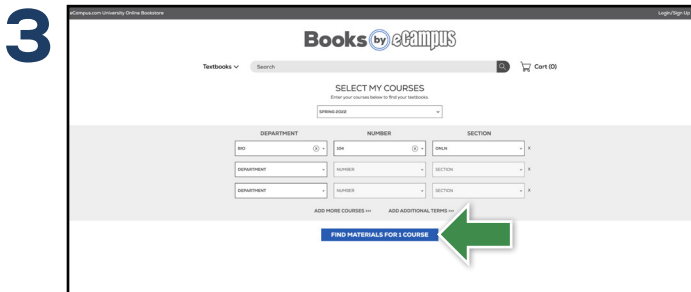 3
eCampus.com University Online Bookstore
Login/Sign Up
Books by eCampus
Textbooks
Search
Cart (0)
SELECT MY COURSES
Enter your courses below to find your textbooks
SPRING 2022
DEPARTMENT NUMBER SECTION
BIO 104 ONLN X
DEPARTMENT NUMBER SECTION X
DEPARTMENT NUMBER SECTION X
ADD MORE COURSES ADD ADDITIONAL TERMS
FIND MATERIALS FOR 1 COURSE